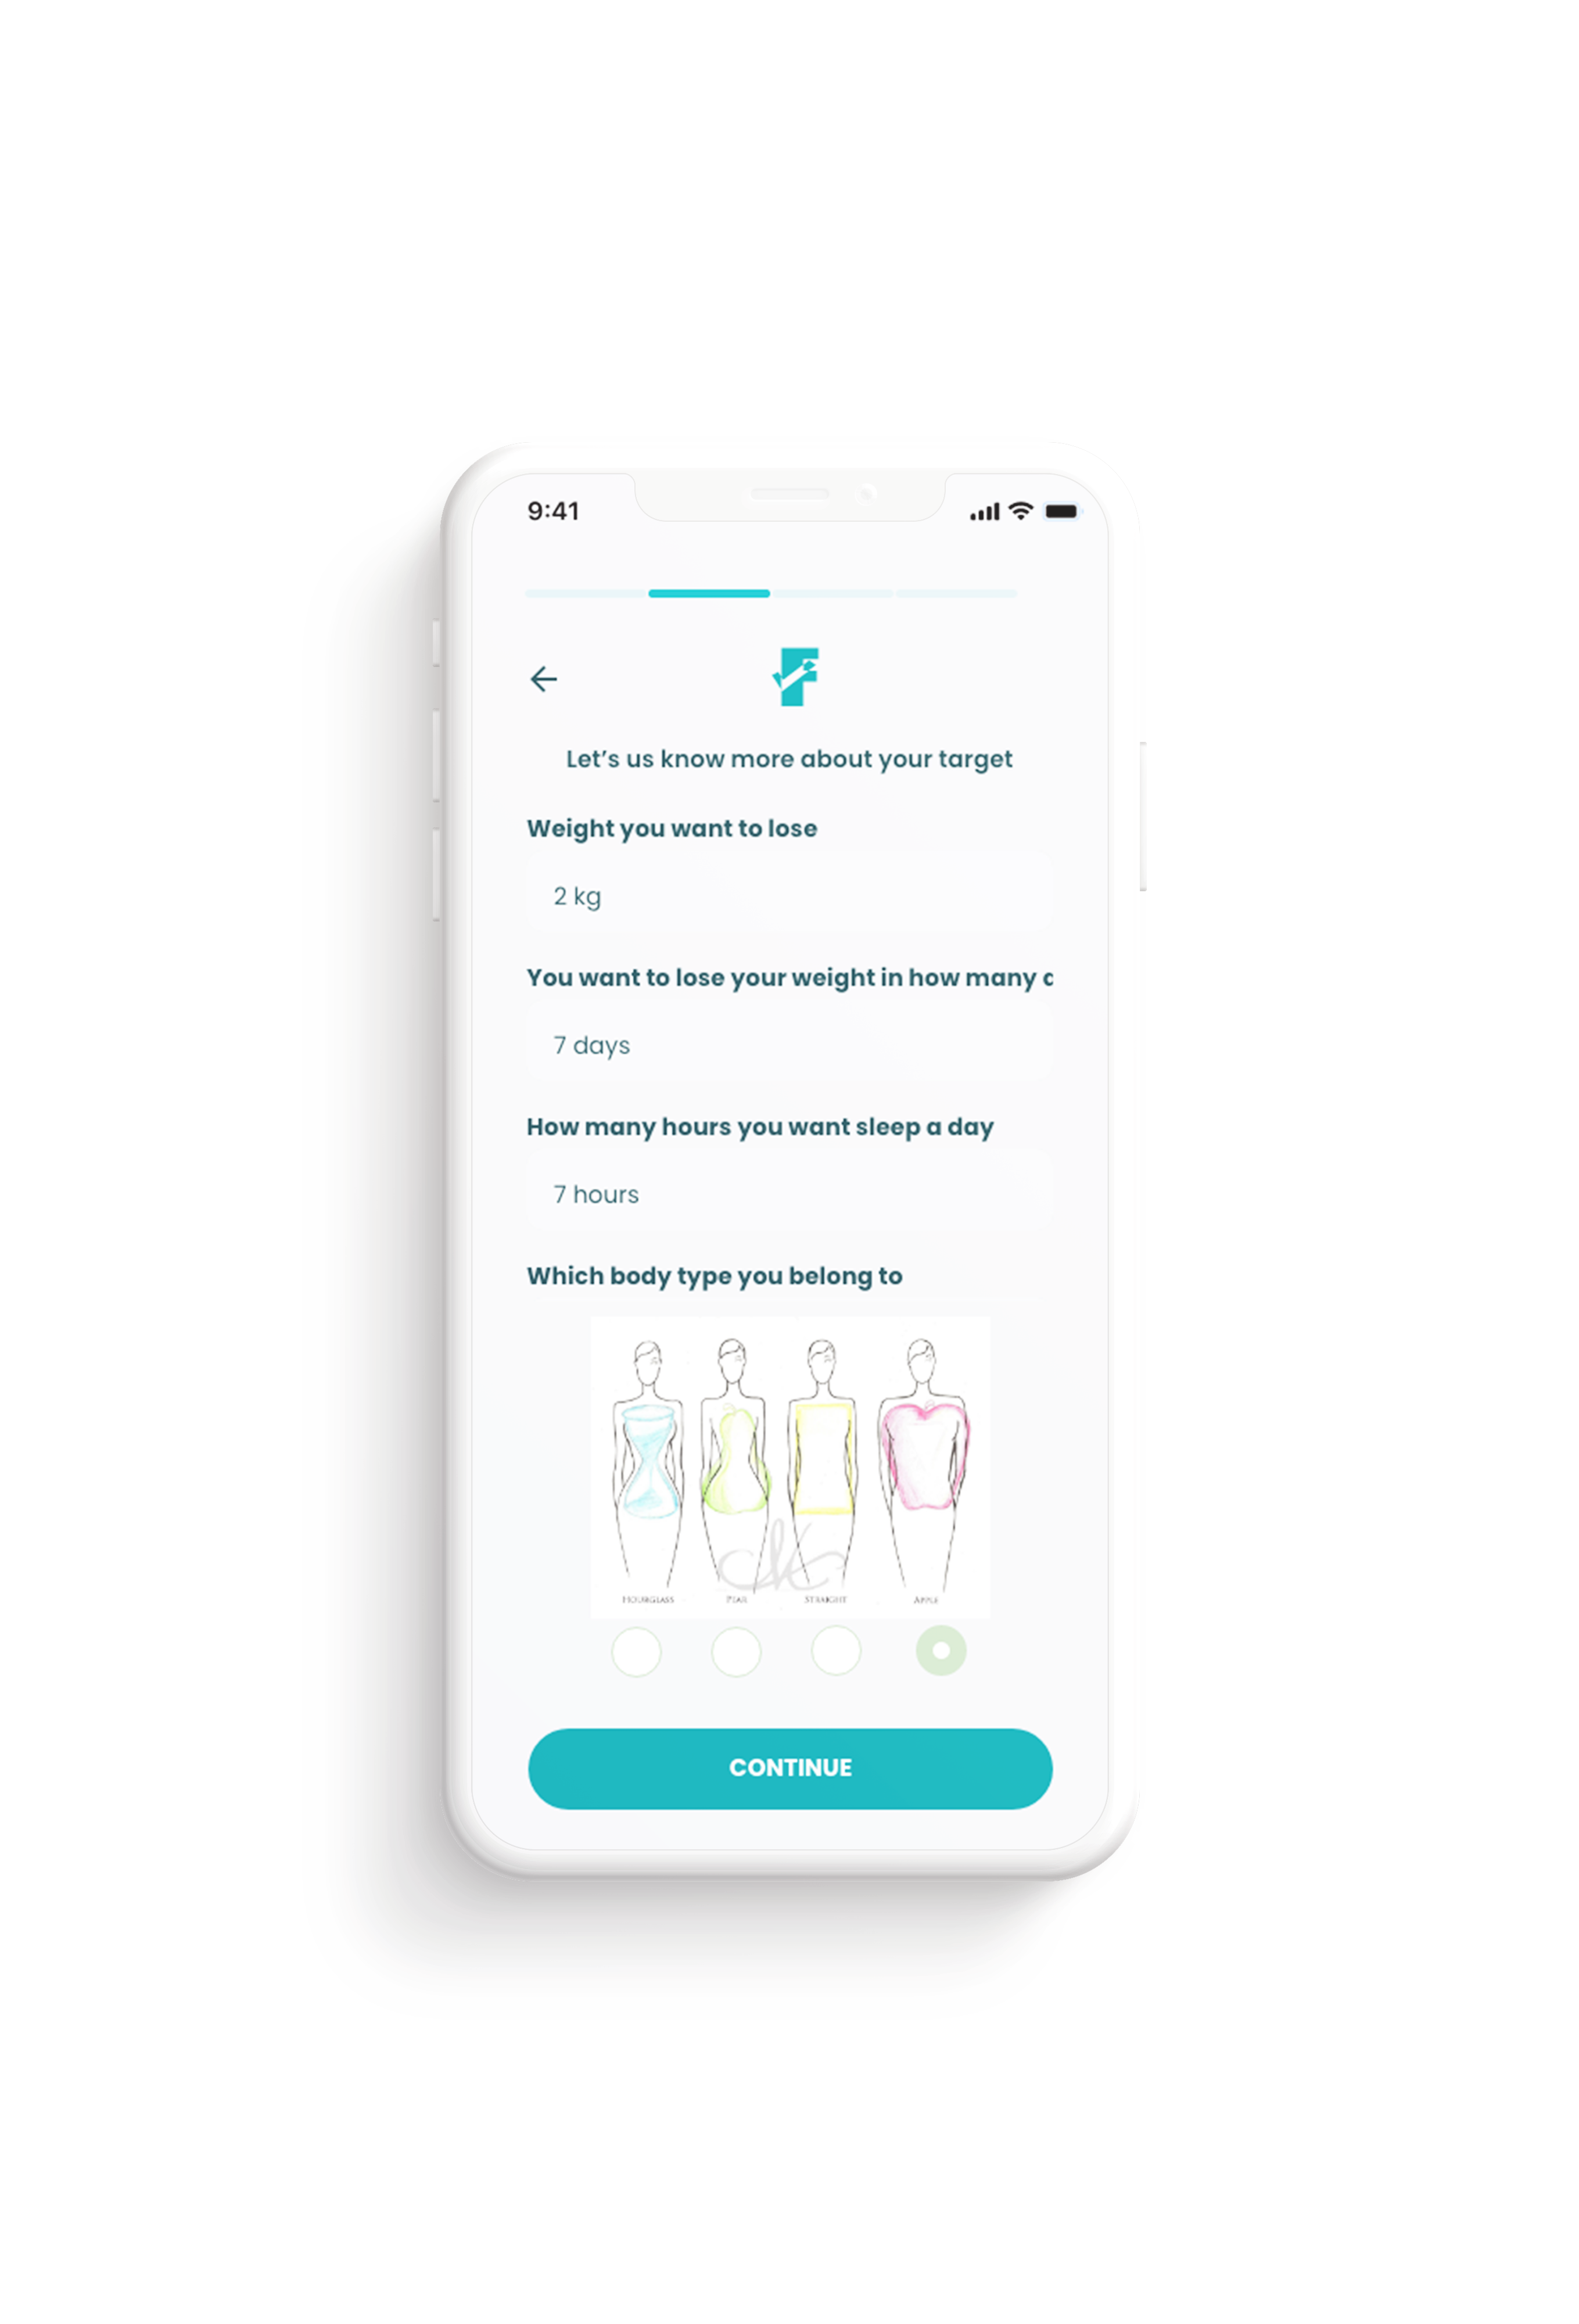 9:41
Let's us know more about your target
Weight you want to lose
2 kg
You want to lose your weight in how many
7 days
How many hours you want sleep a day
7 hours
Which body type you belong to
HOURGLASS PEAR STRAIGHT APPLE
CONTINUE